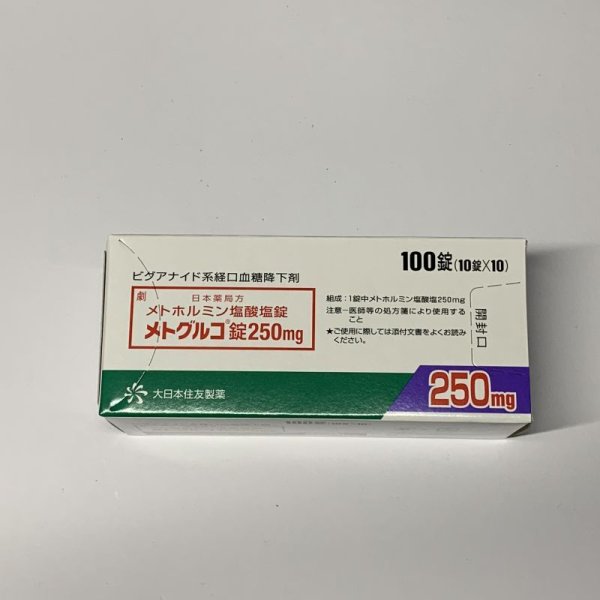 100錠(10錠×10)
ビグアナイド系経口血糖降下剤
劇
日本薬局方
メトホルミン塩酸塩錠
メトグルコ®錠250mg
組成：1錠中メトホルミン塩酸塩250mg
注意－医師等の処方箋により使用する
こと
★ご使用に際しては添付文書をよくお読み
ください。
開封口
大日本住友製薬
250mg